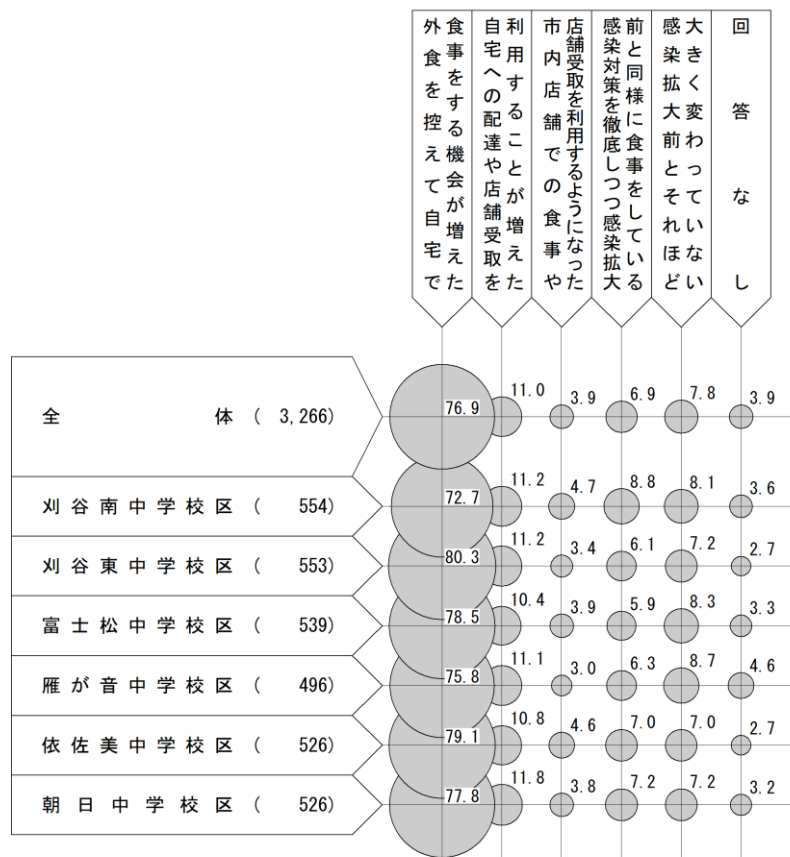 食事をする機会が増えた
外食を控えて自宅で
利用することが増えた
自宅への配達や店舗受取を
店舗受取を利用するようになった
市内店舗での食事や
前と同様に食事をしている
感染対策を徹底しつつ感染拡大
大きく変わっていない
感染拡大前とそれほど
回答なし
全体 ( 3,266)
76.9 11.0 3.9 6.9 7.8 3.9
刈谷南中学校区 ( 554)
72.7 11.2 4.7 8.8 8.1 3.6
刈谷東中学校区 ( 553)
80.3 11.2 3.4 6.1 7.2 2.7
富士松中学校区 ( 539)
78.5 10.4 3.9 5.9 8.3 3.3
雁が音中学校区 ( 496)
75.8 11.1 3.0 6.3 8.7 4.6
依佐美中学校区 ( 526)
79.1 10.8 4.6 7.0 7.0 2.7
朝日中学校区 ( 526)
77.8 11.8 3.8 7.2 7.2 3.2